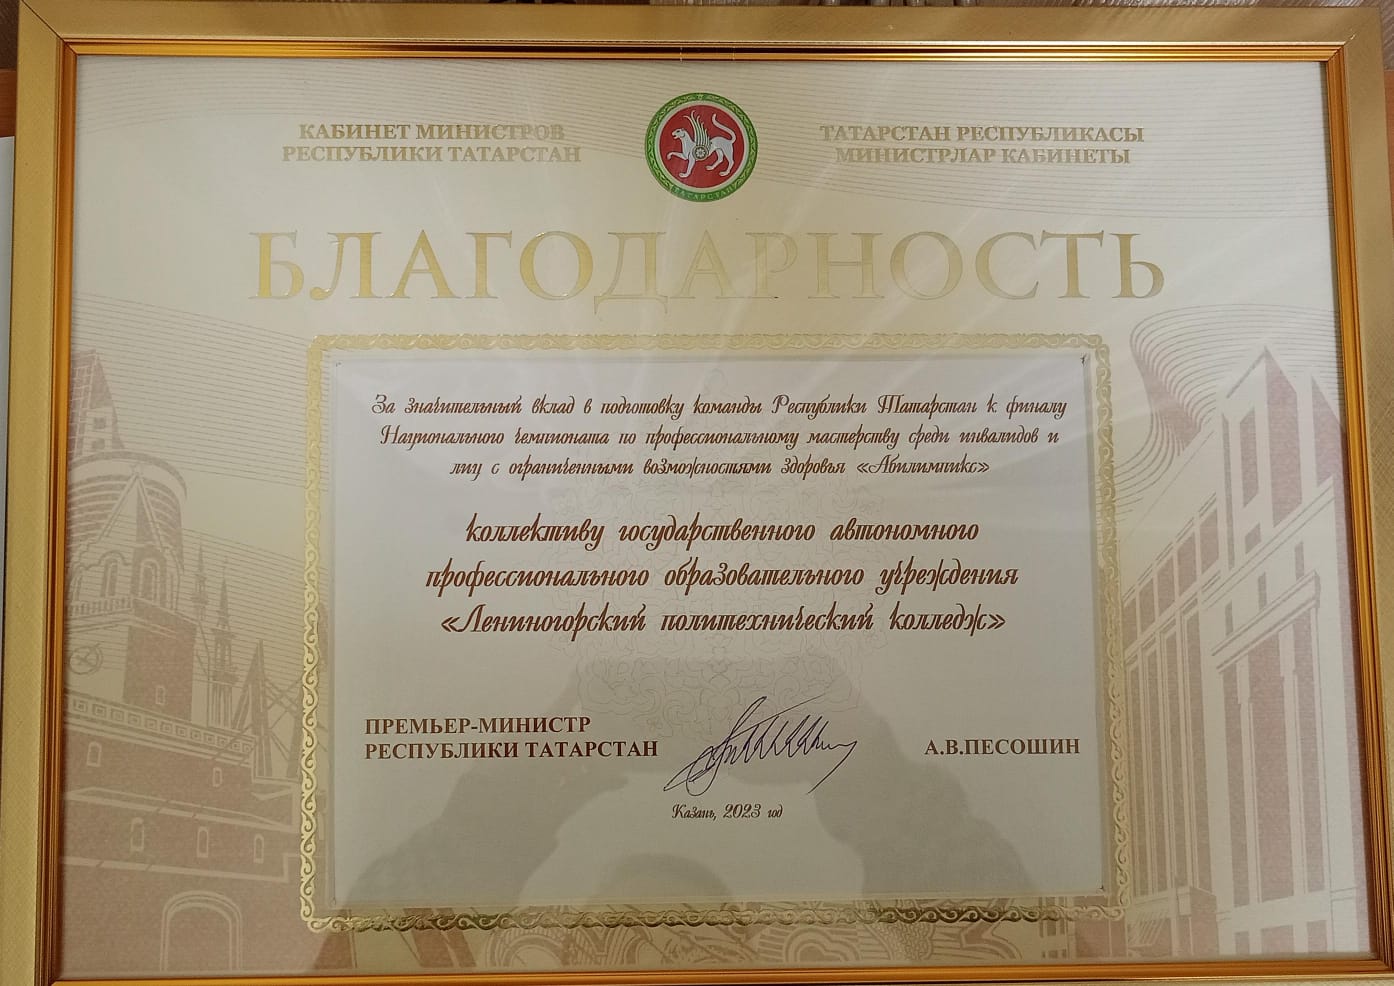 КАБИНЕТ МИНИСТРОВ
РЕСПУБЛИКИ ТАТАРСТАН
ТАТАРСТАН
ТАТАРСТАН РЕСПУБЛИКАСЫ
МИНИСТРЛАР КАБИНЕТЫ
БЛАГОДАРНОСТЬ
За значительный вклад в подготовку команды Республики Татарстан к финалу
Национального чемпионата по профессиональному мастерству среди инвалидов и
лиц с ограниченными возможностями здоровья «Абилимпикс»
коллективу государственного автономного
профессионального образовательного учреждения
«Лениногорский политехнический колледж»
ПРЕМЬЕР-МИНИСТР
РЕСПУБЛИКИ ТАТАРСТАН
А.В.ПЕСОШИН
Казань, 2023 год